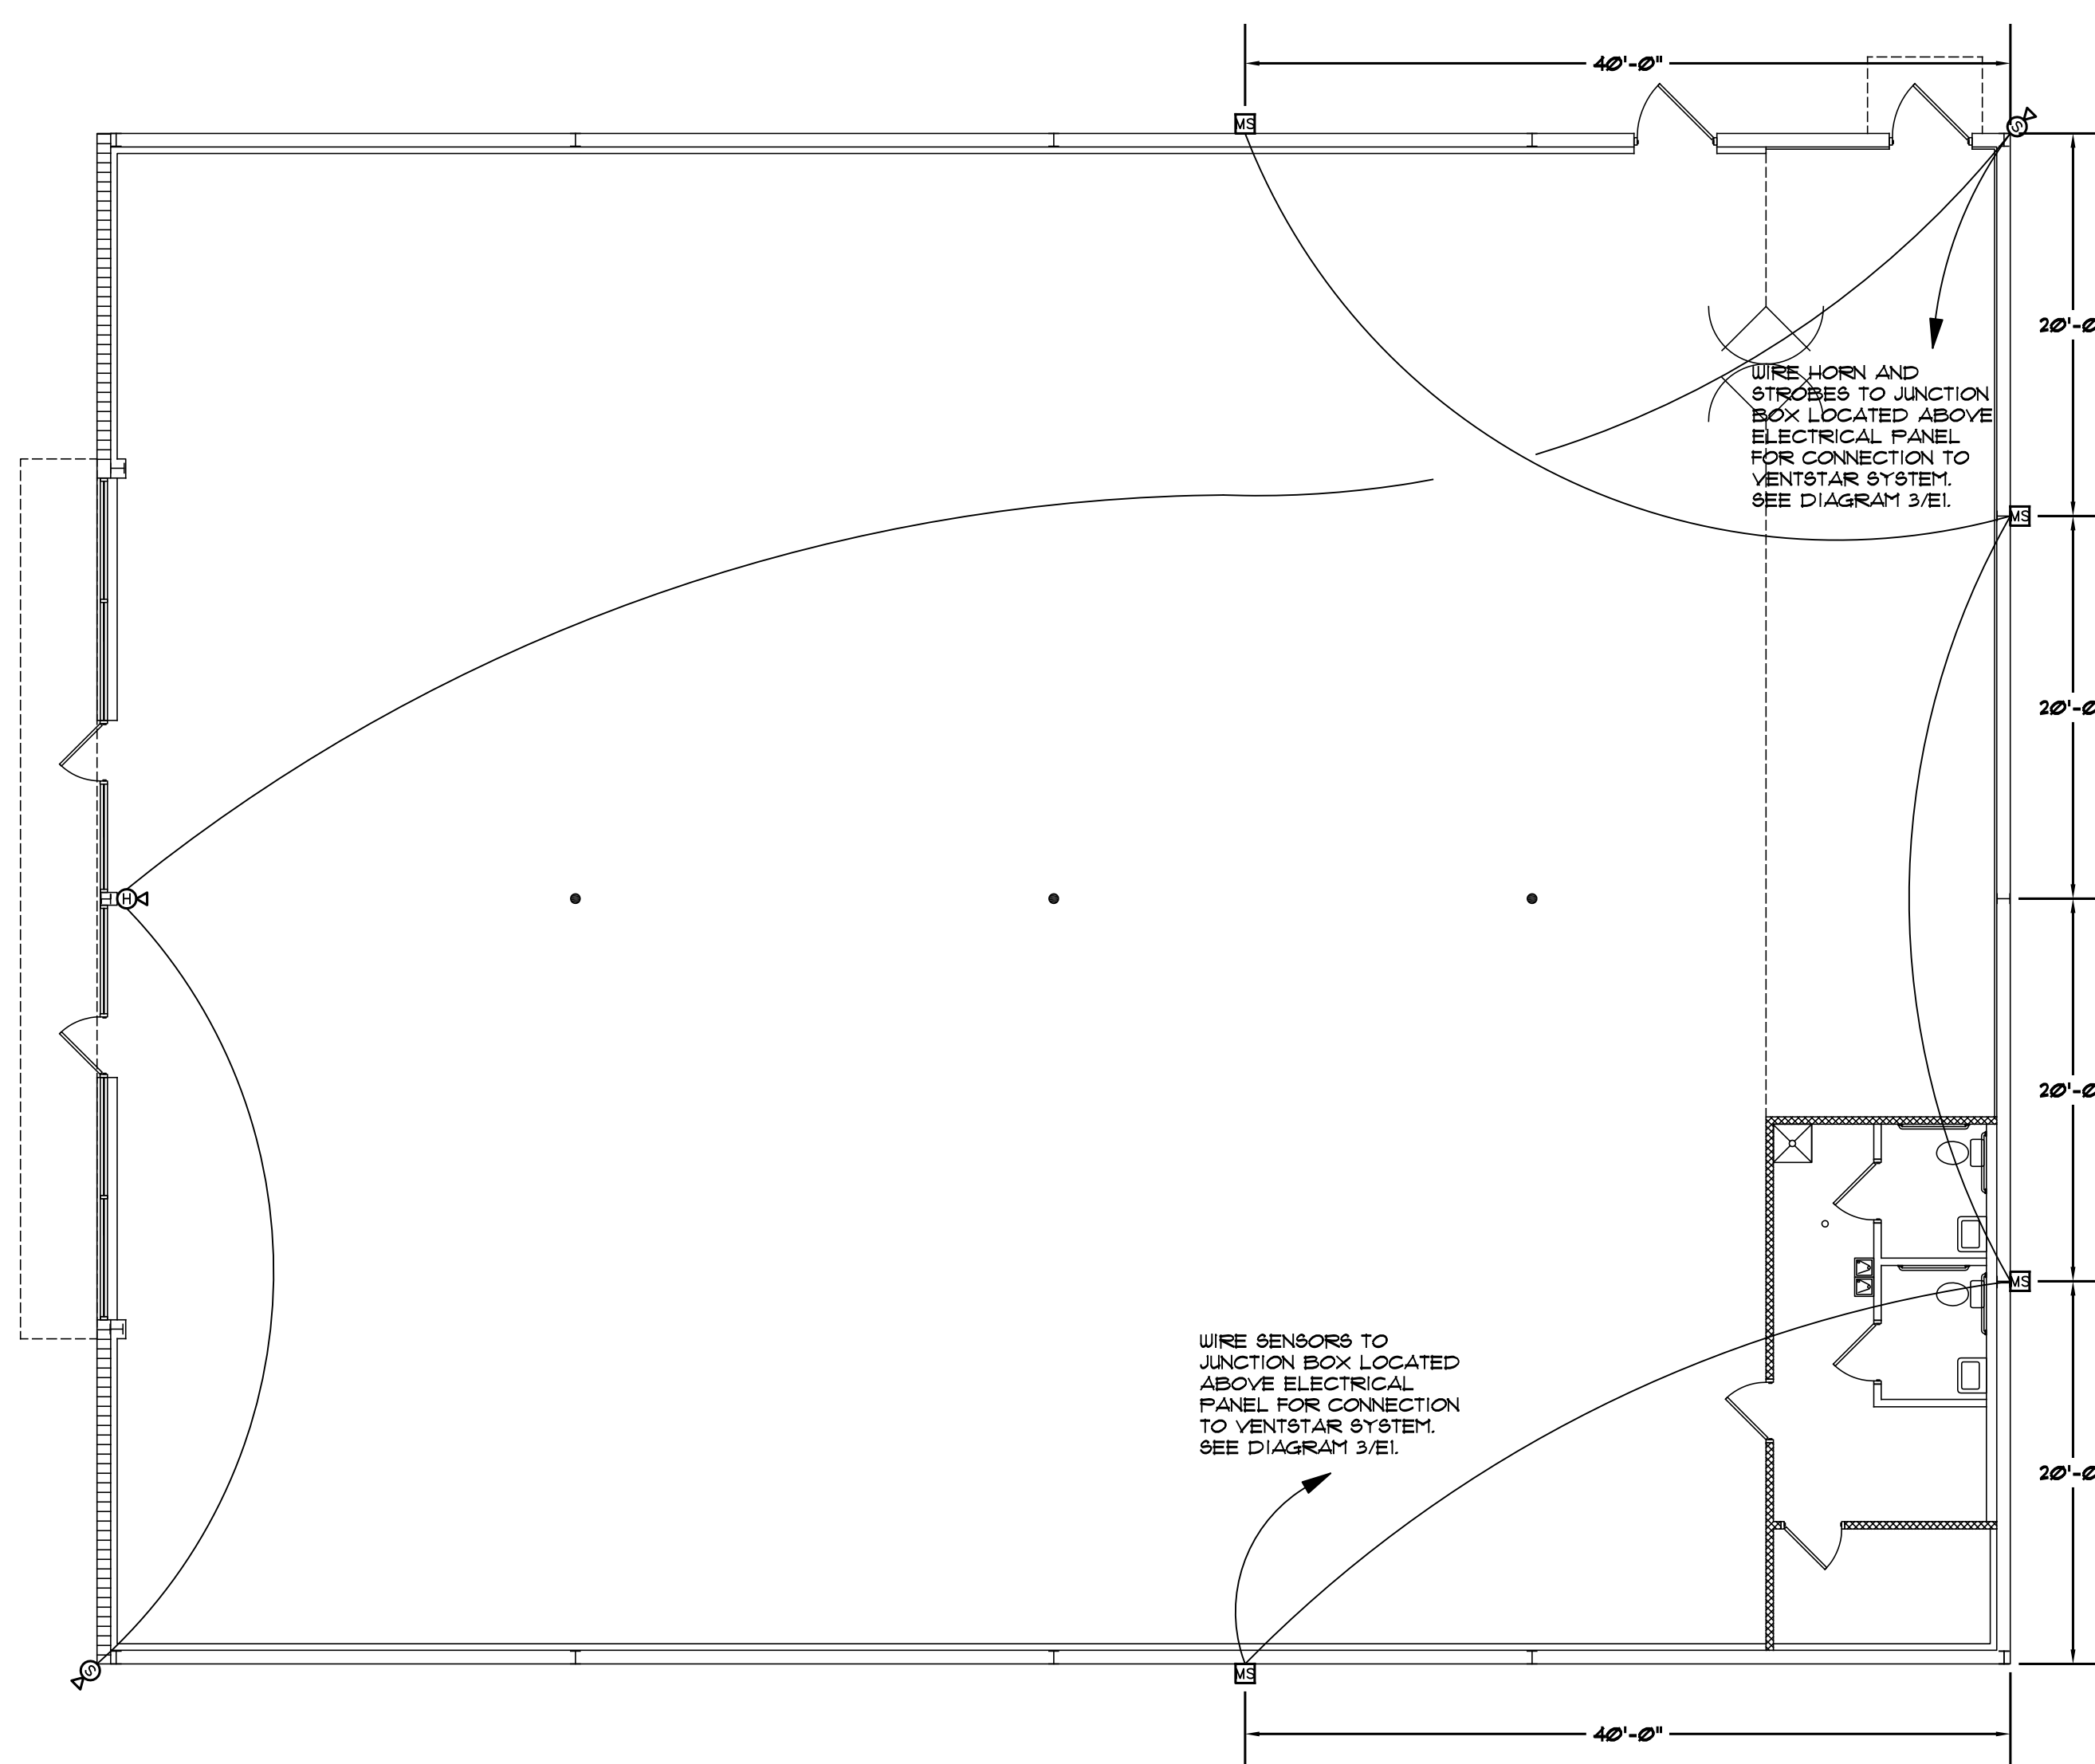 40'-0"
MS
S
20'-0
WIRE HORN AND
STROBES TO JUNCTION
BOX LOCATED ABOVE
ELECTRICAL PANEL
FOR CONNECTION TO
VENTSTAR SYSTEM.
SEE DIAGRAM 3/E1.
MS
20'-0
H
20'-0
MS
WIRE SENSORS TO
JUNCTION BOX LOCATED
ABOVE ELECTRICAL
PANEL FOR CONNECTION
TO VENTSTAR SYSTEM.
SEE DIAGRAM 3/E1.
20'-0
S
MS
40'-0"